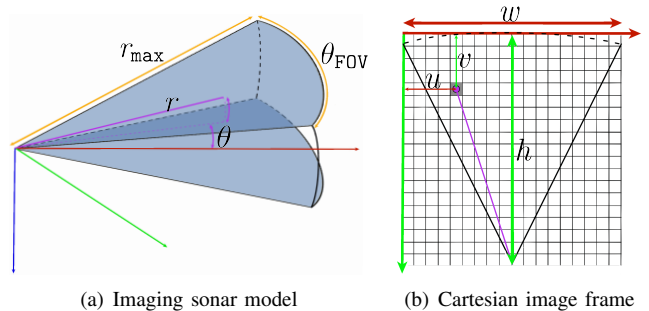 r_max
θ_FOV
r
θ
w
v
u
h
(a) Imaging sonar model
(b) Cartesian image frame